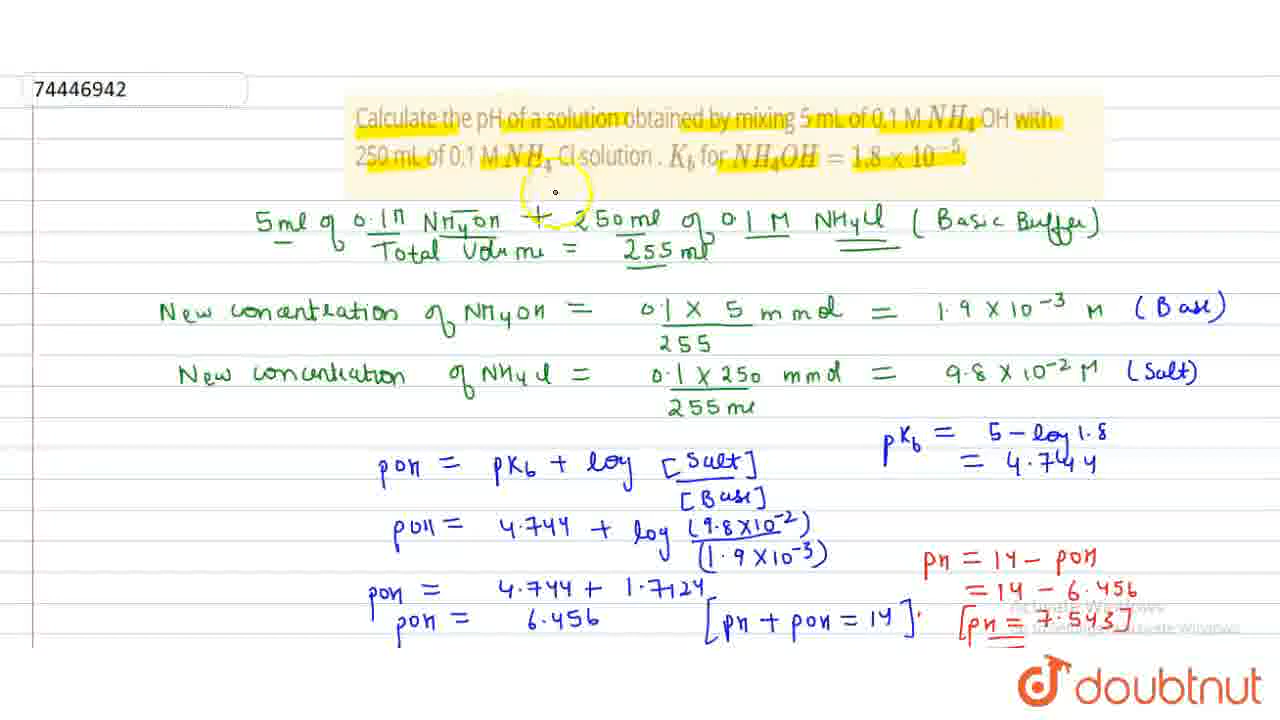 74446942
Calculate the pH of a solution obtained by mixing 5 mL of 0.1 M NH₄ OH with
250 mL of 0.1 M NH₄ Cl solution . K_b for NH₄OH = 1.8 × 10⁻⁵.
5ml of 0.1M NH4OH + 250ml of 0.1 M NH4Cl ( Basic Buffer)
Total Volume = 255 ml
New concentration of NH4OH = 0.1 × 5 mmol / 255 = 1.9 × 10⁻³ M (Base)
New concentration of NH4Cl = 0.1 × 250 mmol / 255 ml = 9.8 × 10⁻² M (Salt)
pKb = 5 - log 1.8
= 4.744
pOH = pKb + log [Salt] / [Base]
pOH = 4.744 + log (9.8×10⁻²) / (1.9 × 10⁻³)
pOH = 4.744 + 1.7124
pOH = 6.456
[pH + pOH = 14].
pH = 14 - pOH
= 14 - 6.456
[pH = 7.543]
Activate Windows
doubtnut